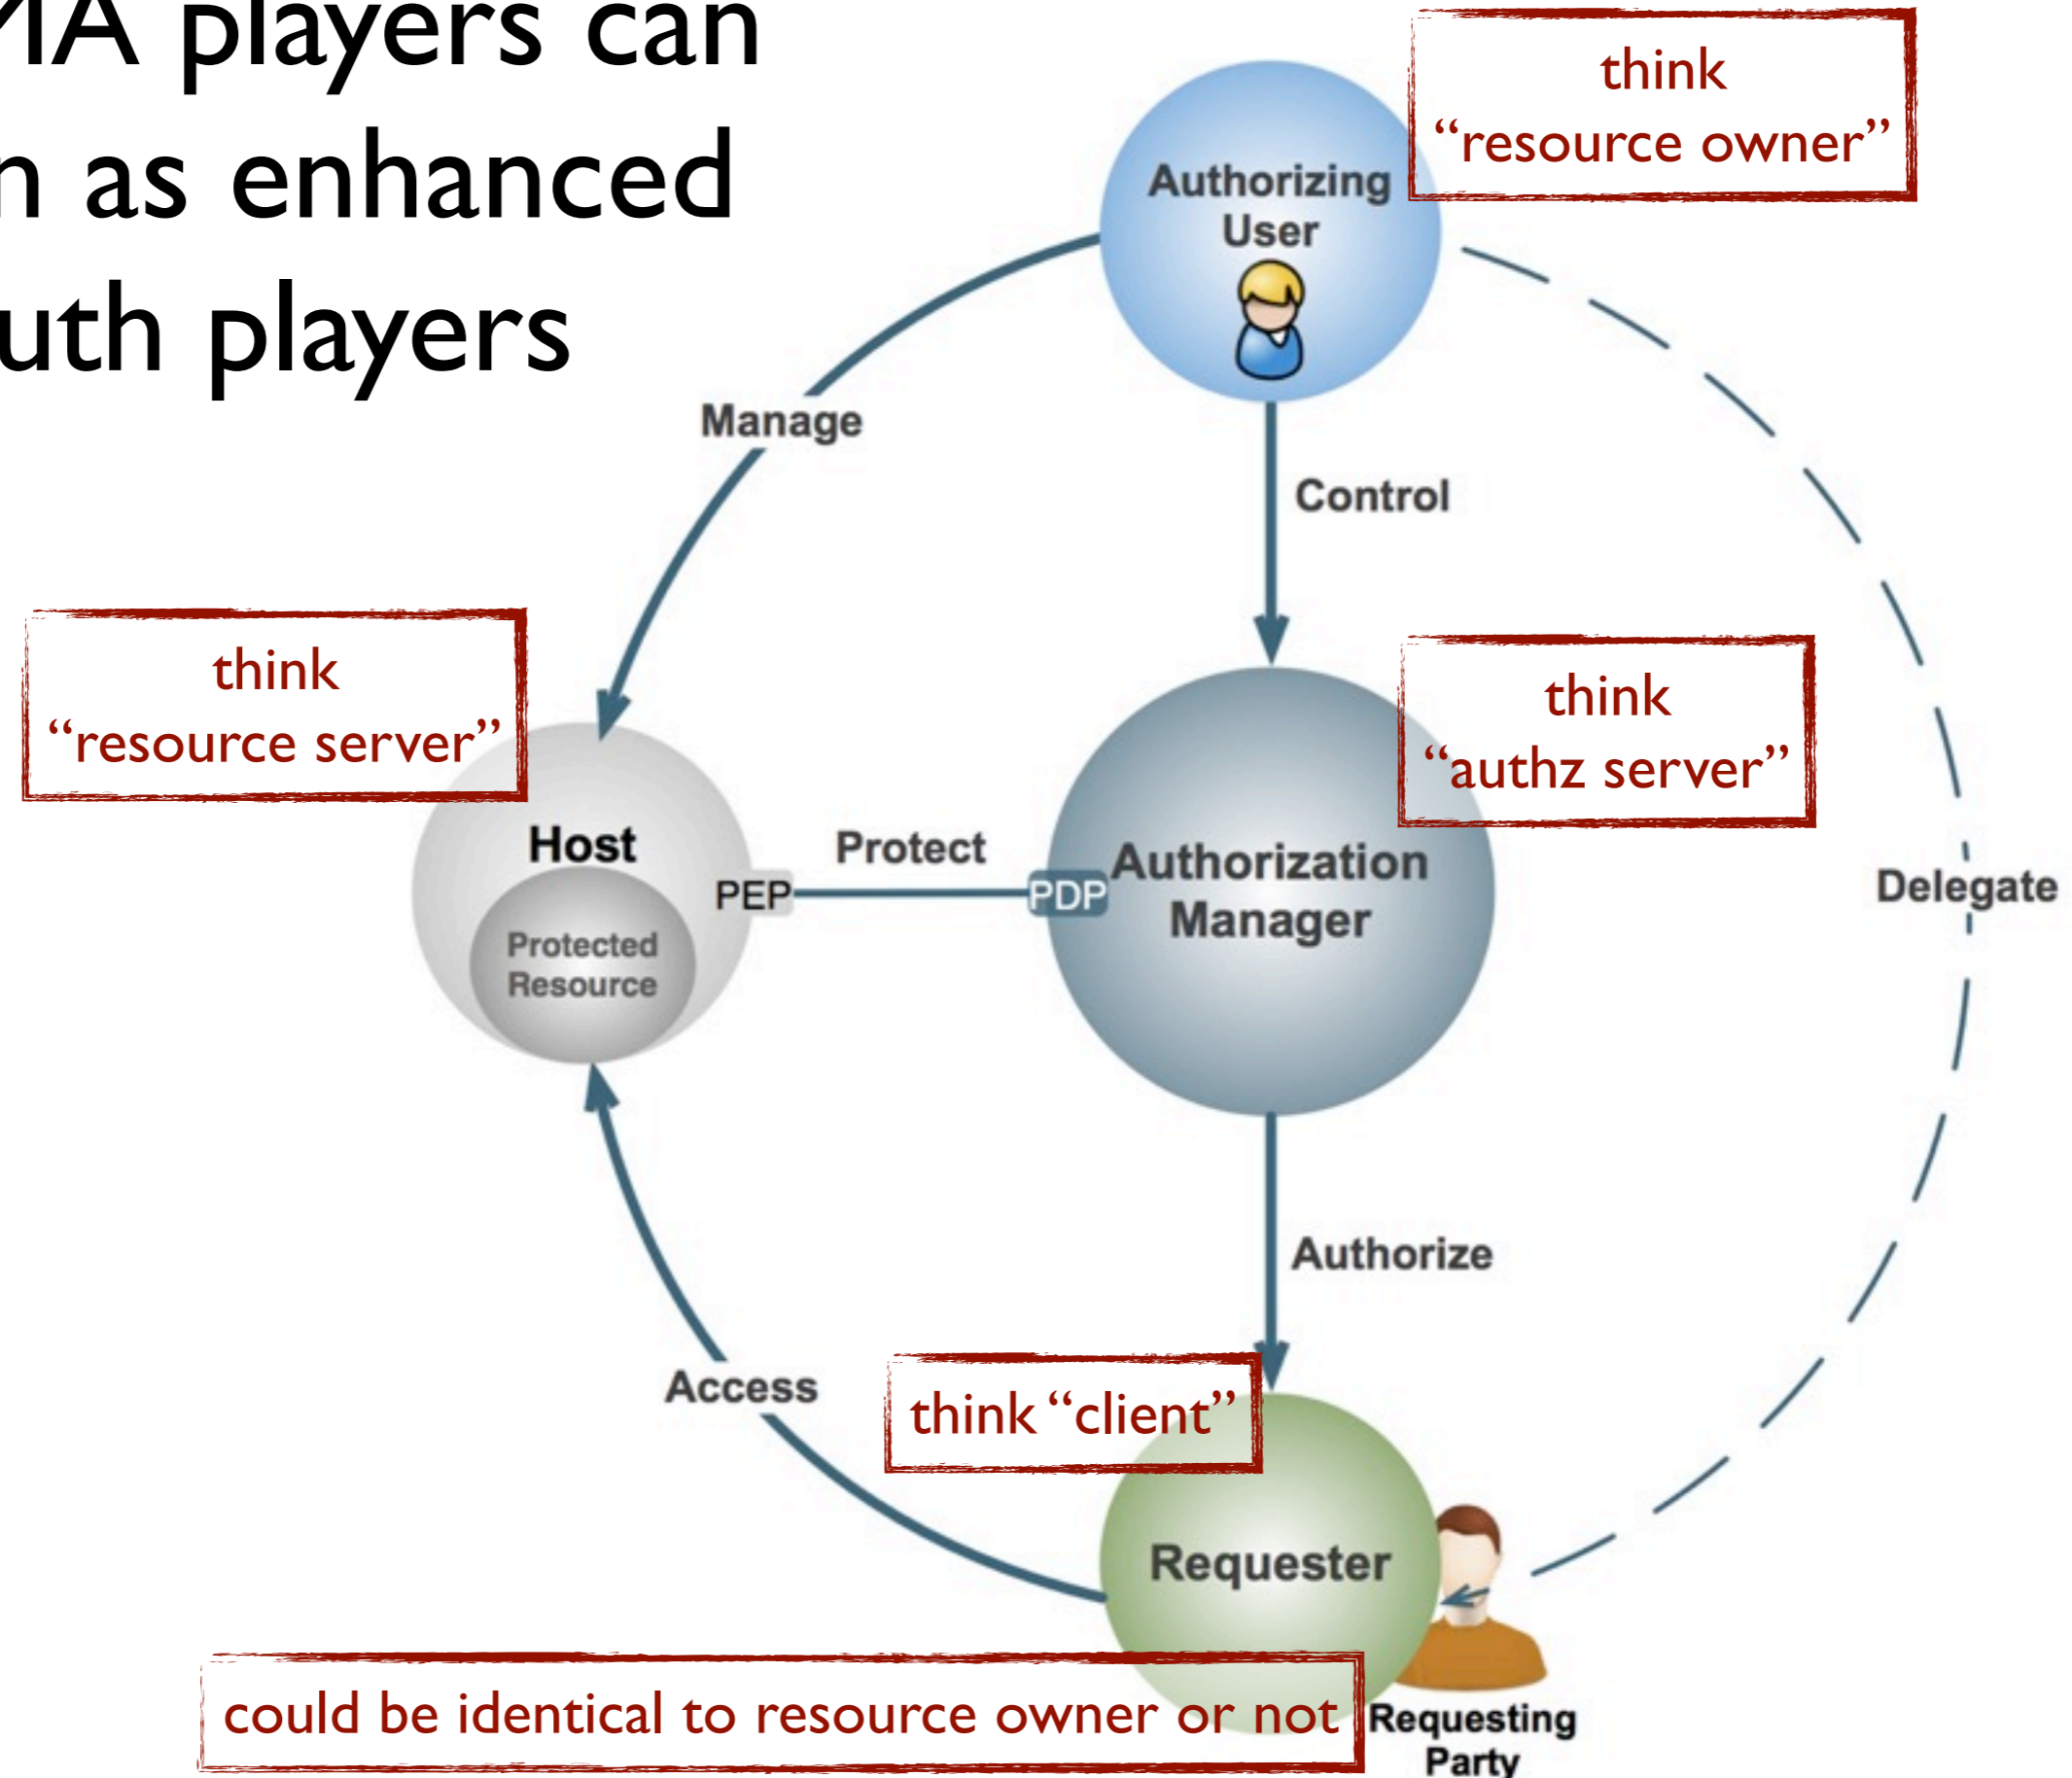 MA players can
n as enhanced
uth players
think
“resource owner”
Authorizing
User
Manage
Control
think
“resource server”
think
“authz server”
Host
Protect
PEP
PDP
Authorization
Manager
Delegate
Protected
Resource
Authorize
Access
think “client”
Requester
could be identical to resource owner or not
Requesting
Party